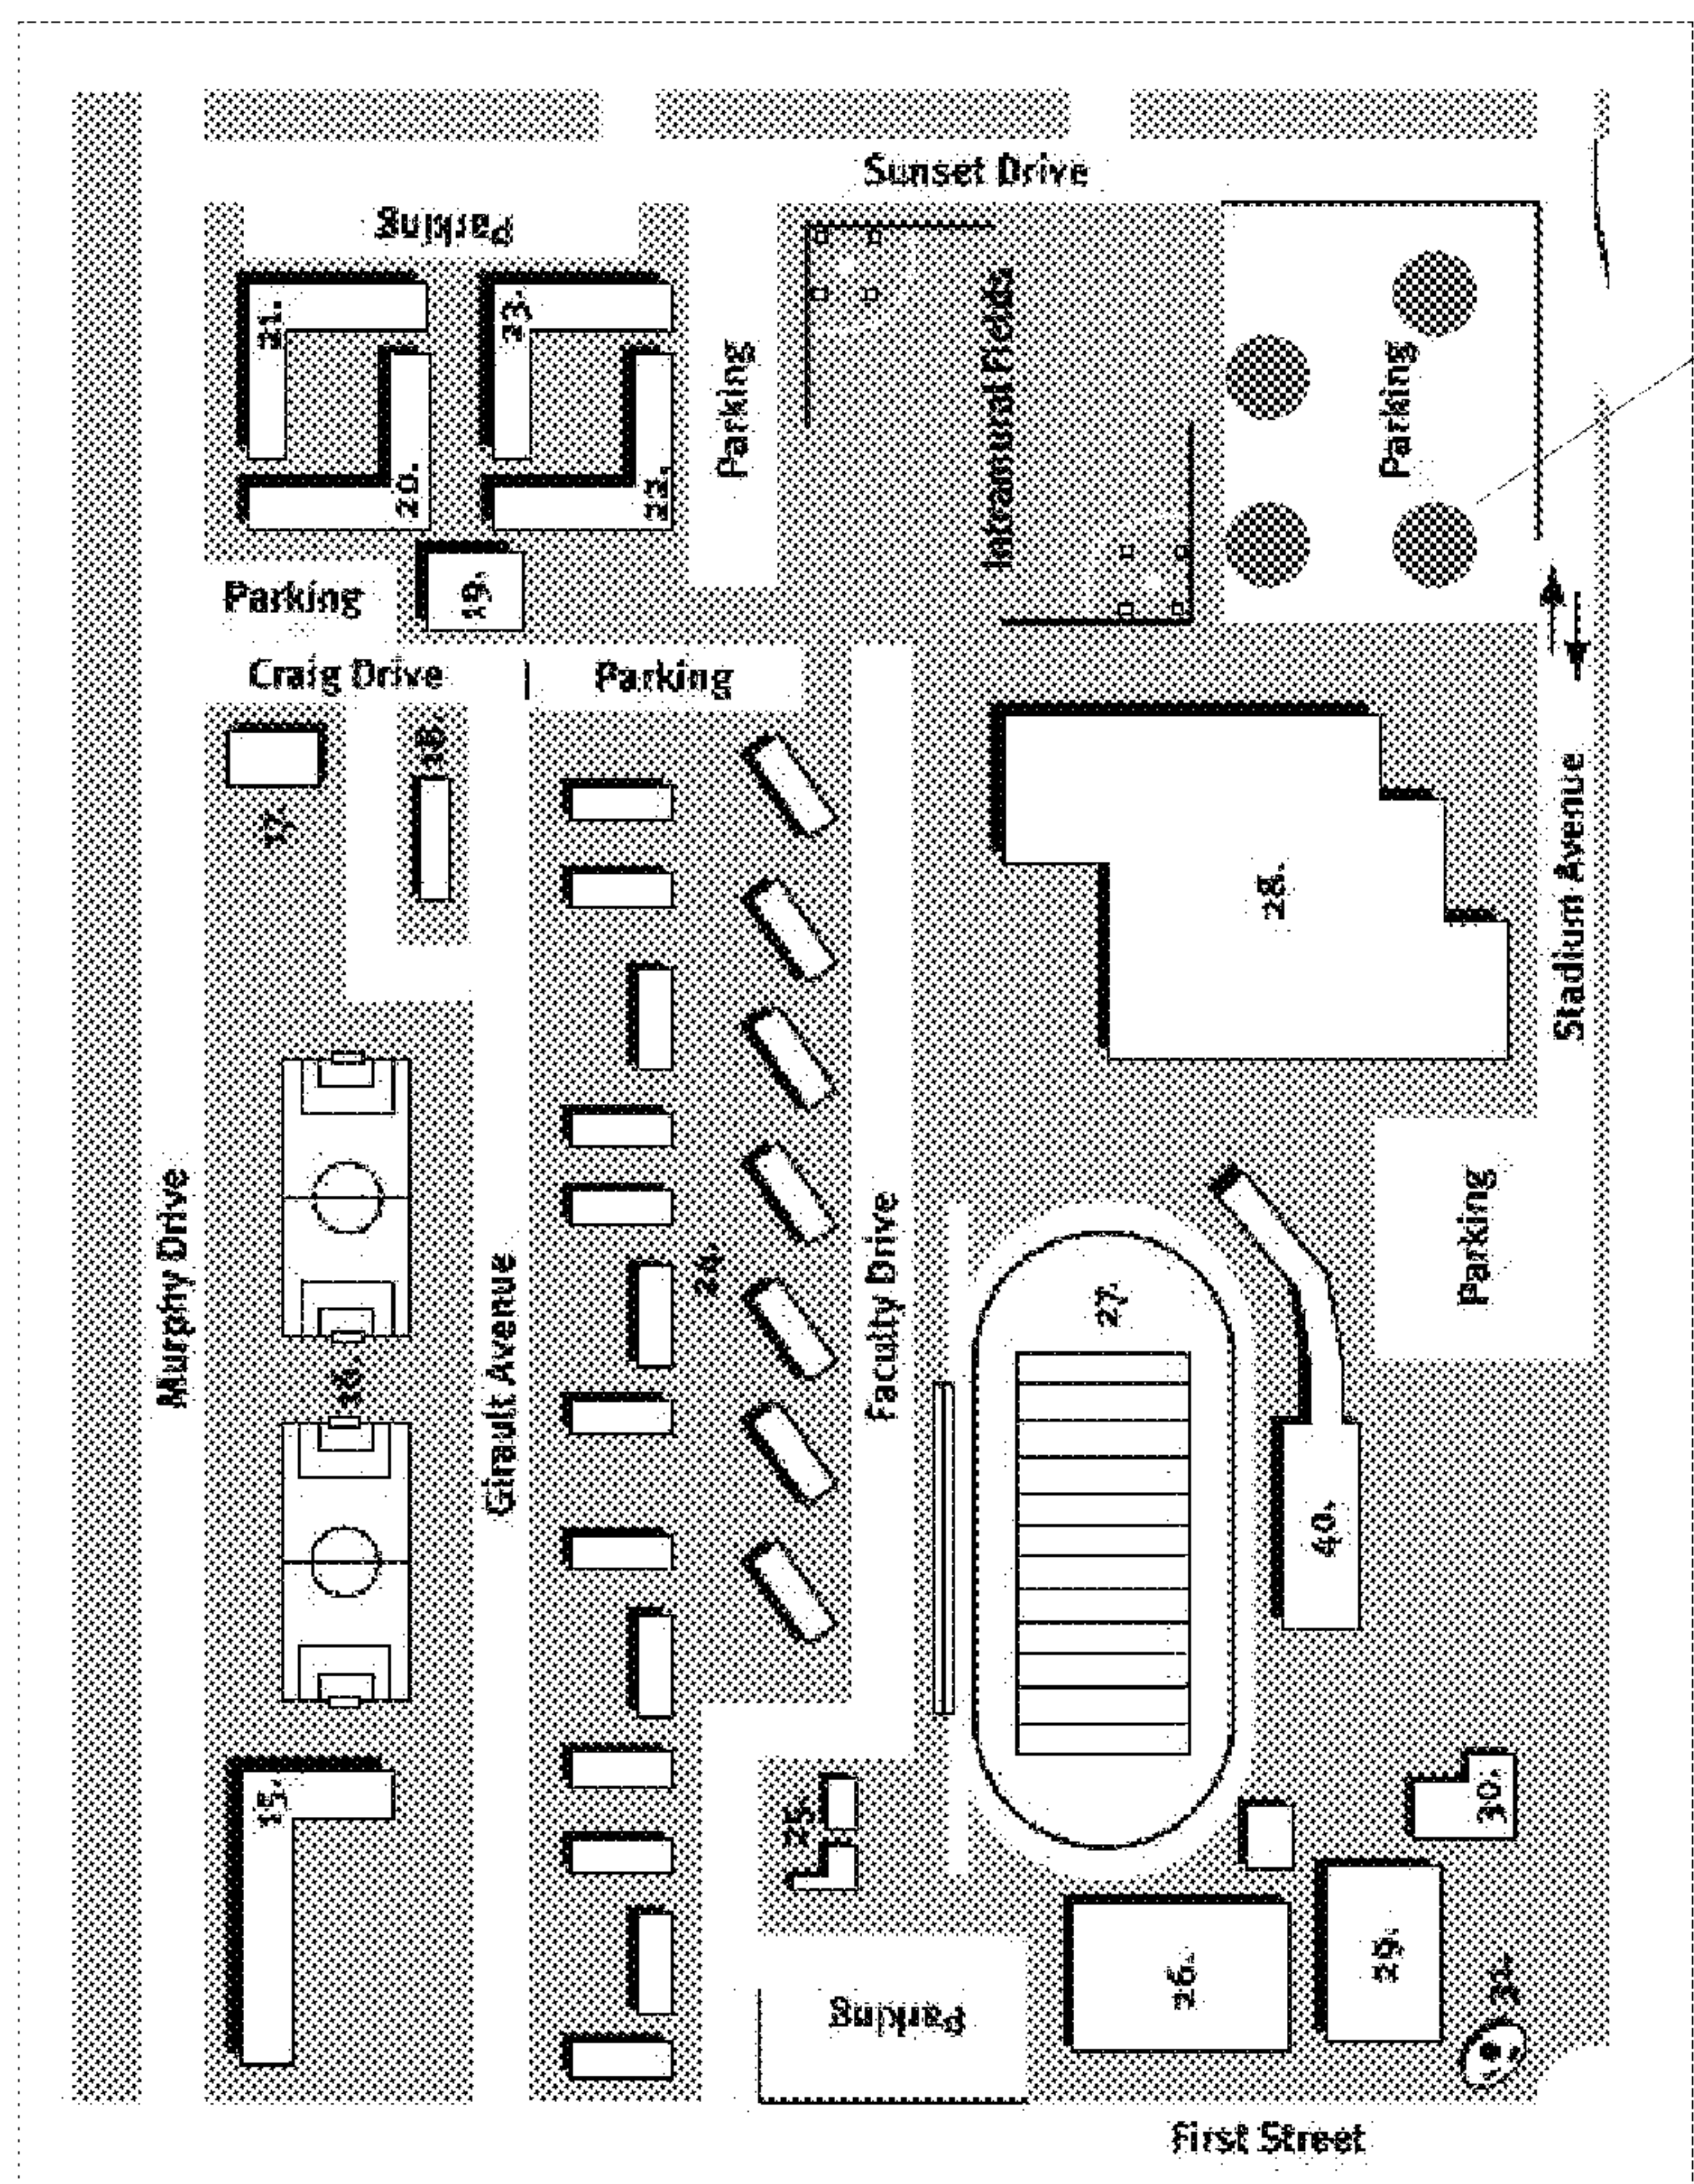 Sunset Drive
Parking
21.
23.
Parking
Intramural Fields
Parking
20.
22.
Parking
19.
Craig Drive
Parking
18.
17.
28.
Stadium Avenue
Murphy Drive
Girault Avenue
24.
Faculty Drive
27.
Parking
16.
40.
15.
25.
30.
Parking
26.
29.
31.
First Street